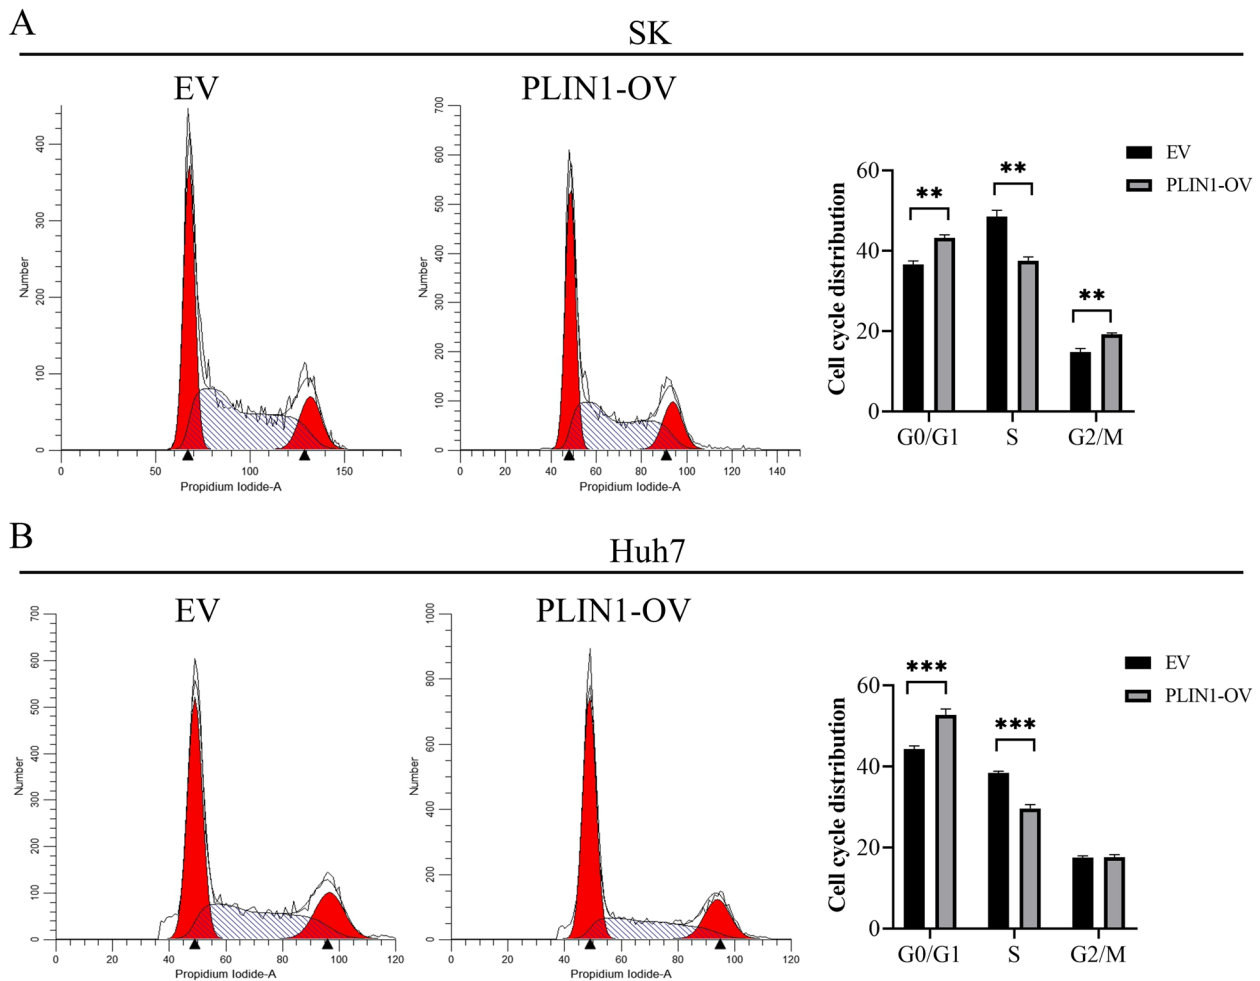 A
SK
EV
PLIN1-OV
400
300
200
100
0
Number
0 50 100 150
Propidium Iodide-A
700
600
500
400
300
200
100
0
Number
0 20 40 60 80 100 120 140
Propidium Iodide-A
EV
PLIN1-OV
60
40
20
0
Cell cycle distribution
**
**
**
G0/G1 S G2/M
B
Huh7
EV
PLIN1-OV
700
600
500
400
300
200
100
0
Number
0 20 40 60 80 100 120
Propidium Iodide-A
1000
800
600
400
200
0
Number
0 20 40 60 80 100 120
Propidium Iodide-A
EV
PLIN1-OV
60
40
20
0
Cell cycle distribution
***
***
G0/G1 S G2/M